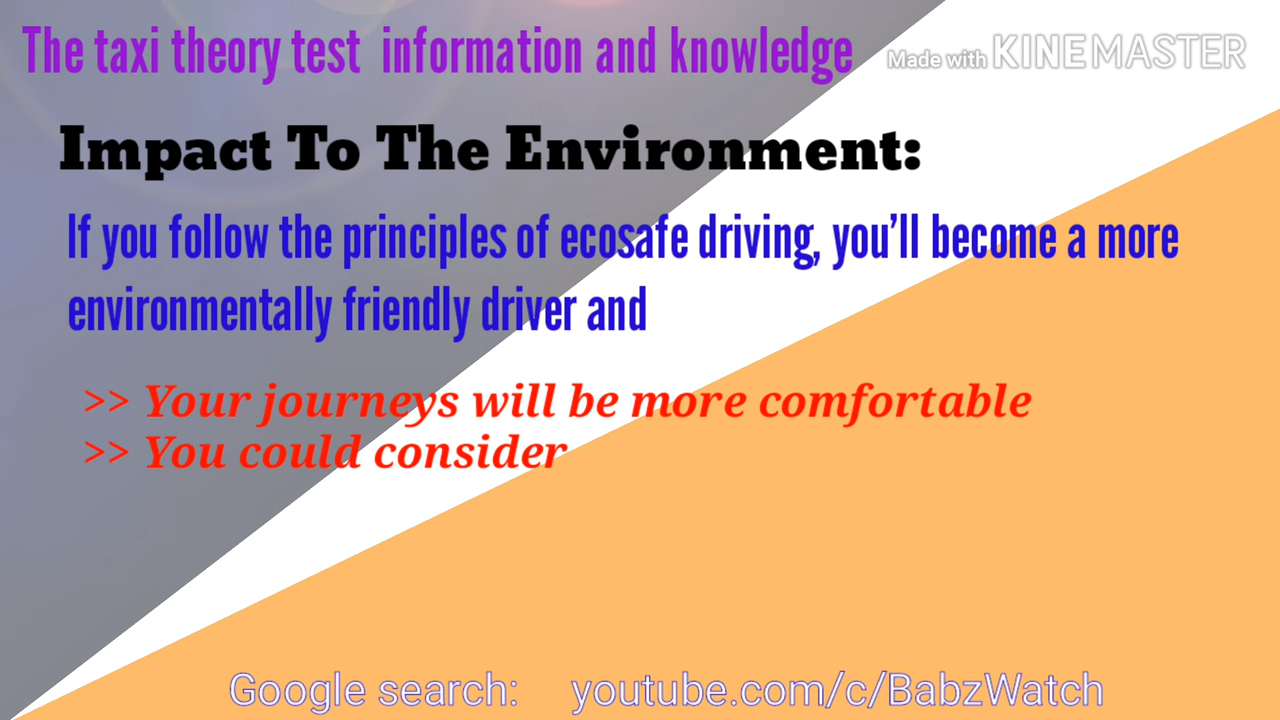 The taxi theory test information and knowledge
Made with KINEMASTER
Impact To The Environment:
If you follow the principles of ecosafe driving, you’ll become a more
environmentally friendly driver and
>> Your journeys will be more comfortable
>> You could consider
Google search: youtube.com/c/BabzWatch